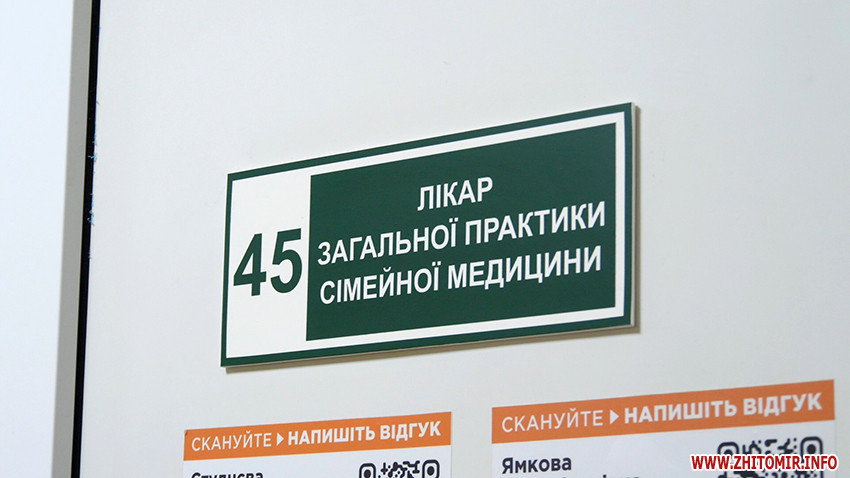 45
ЛІКАР
ЗАГАЛЬНОЇ ПРАКТИКИ
СІМЕЙНОЇ МЕДИЦИНИ
СКАНУЙТЕ НАПИШІТЬ ВІДГУК
СКАНУЙТЕ НАПИШІТЬ ВІДГУК
Ямкова
WWW.ZHITOMIR.INFO